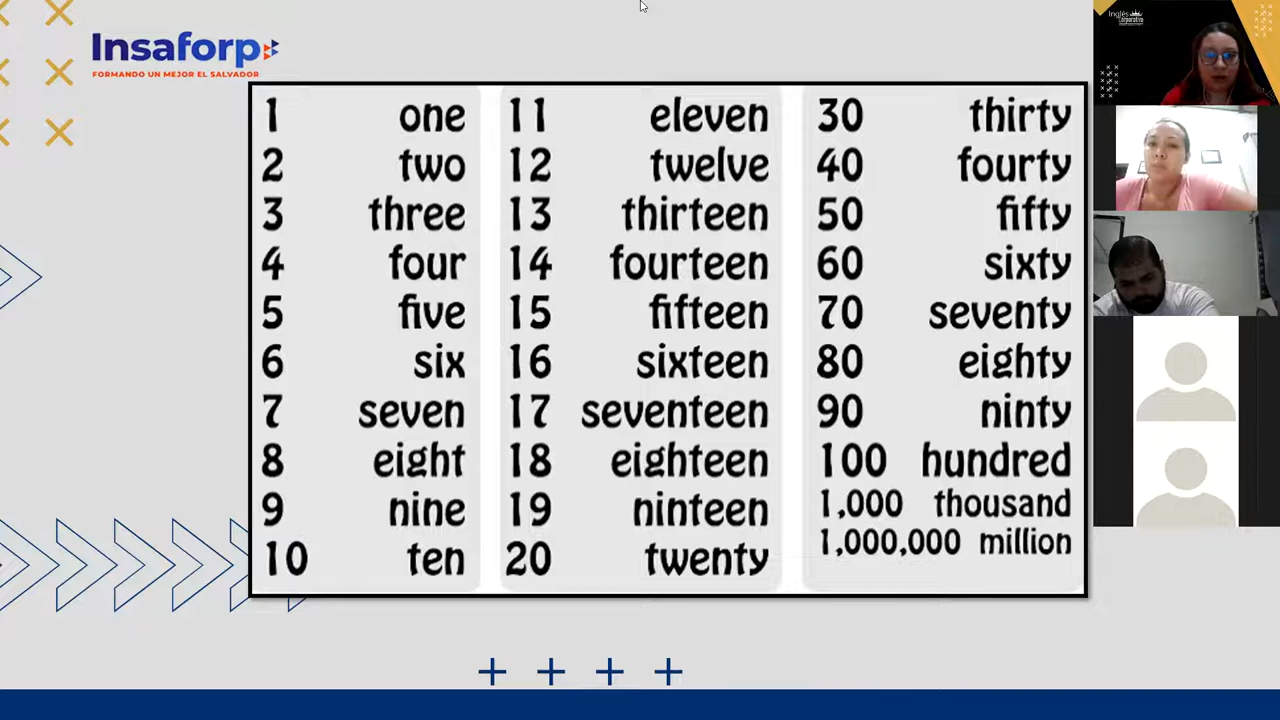 Insaforp
FORMANDO UN MEJOR EL SALVADOR
1 one
2 two
3 three
4 four
5 five
6 six
7 seven
8 eight
9 nine
10 ten
11 eleven
12 twelve
13 thirteen
14 fourteen
15 fifteen
16 sixteen
17 seventeen
18 eighteen
19 ninteen
20 twenty
30 thirty
40 fourty
50 fifty
60 sixty
70 seventy
80 eighty
90 ninty
100 hundred
1,000 thousand
1,000,000 million
Inglés
Corporativo